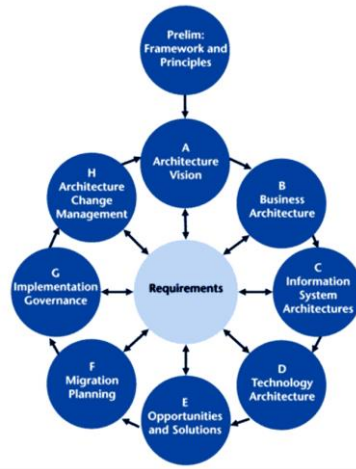 Prelim:
Framework and
Principles
A
Architecture
Vision
B
Business
Architecture
C
Information
System
Architectures
D
Technology
Architecture
E
Opportunities
and Solutions
F
Migration
Planning
G
Implementation
Governance
H
Architecture
Change
Management
Requirements